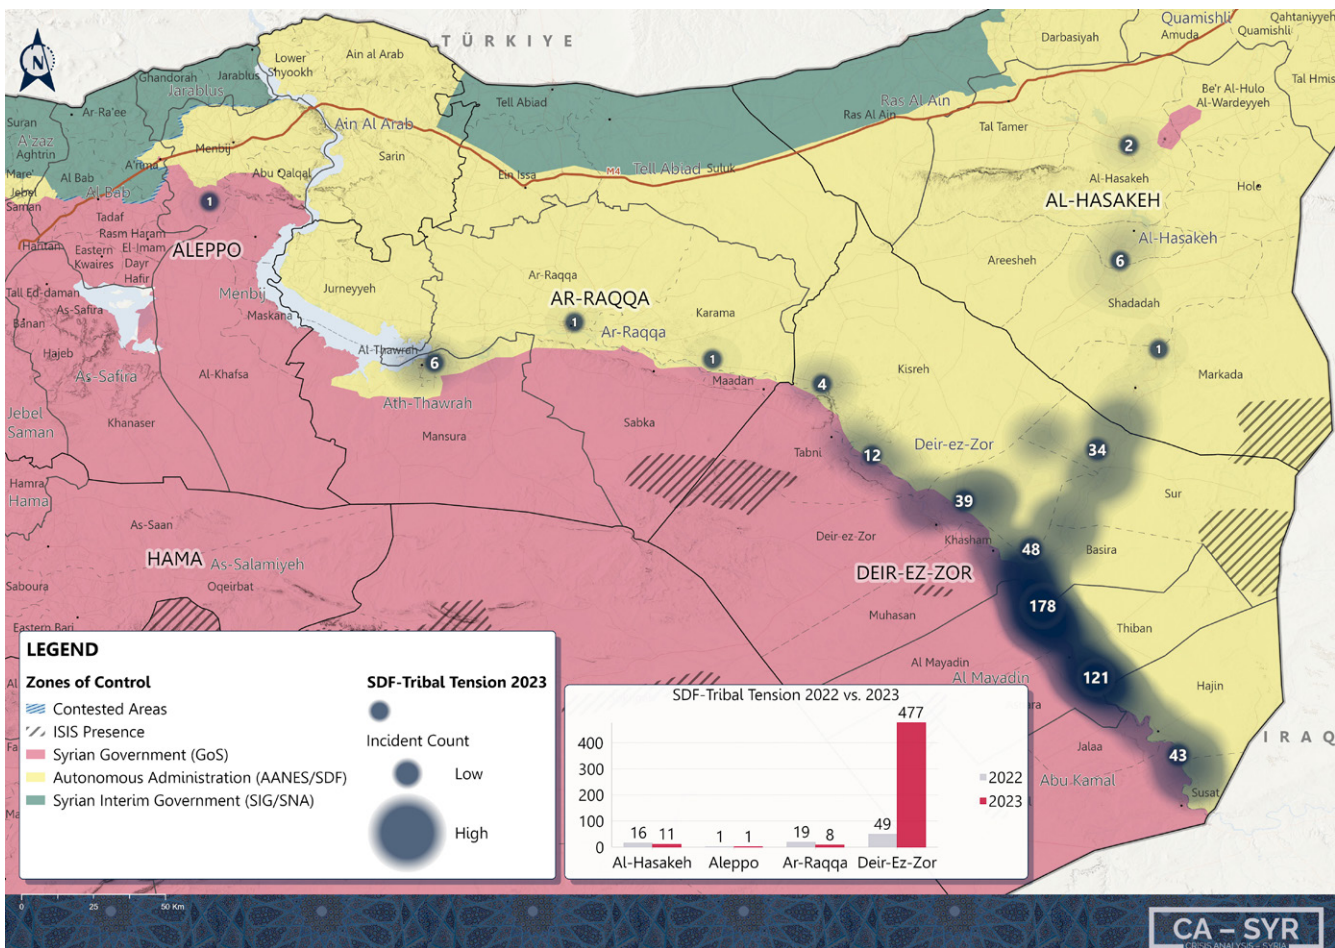 N
TÜRKİYE
Quamishli
Qahtaniyyeh
Amuda
Quamishli
Darbasiyah
Lower
Shyookh
Ain al Arab
Ghandorah
Jarablus
Jarablus
Tell Abiad
Ras Al Ain
Ras Al Ain
Be'r Al-Hulo
Al-Wardeyyeh
Tal Hmis
Suran
Ar-Ra'ee
A'zaz
Aghtrin
Ain Al Arab
Tal Tamer
Menbij
Sarin
A'rima
Mare'
Al Bab
Abu Qalqal
Ein Issa
M4
Tell Abiad
Suluk
2
Al-Hasakeh
Hole
Jebel
Saman
Al Bab
1
AL-HASAKEH
Tadaf
Rasm Haram
El-Imam
Hahtan
Eastern
Kwaires
Dayr
Hafir
ALEPPO
Al-Hasakeh
Areesheh
6
Ar-Raqqa
Tall Ed-daman
Jurneyyeh
Menbij
AR-RAQQA
Shadadah
As-Safira
Maskana
Karama
Banan
1
Ar-Raqqa
Hajeb
Al-Thawrah
6
1
1
As-Safira
Al-Khafsa
Maadan
4
Kisreh
Markada
Jebel
Saman
Khanaser
Ath-Thawrah
Mansura
Sabka
Tabni
Deir-ez-Zor
12
34
Hamra
Hama
Sur
39
As-Saan
Deir-ez-Zor
Khasham
48
Basira
HAMA
As-Salamiyeh
Oqeirbat
Saboura
DEIR-EZ-ZOR
178
Muhasan
Thiban
Eastern Bari
Al Mayadin
Al Mayadin
121
Hajin
Jalaa
43
IRAQ
Abu Kamal
Susat
LEGEND
Zones of Control
Contested Areas
ISIS Presence
Syrian Government (GoS)
Autonomous Administration (AANES/SDF)
Syrian Interim Government (SIG/SNA)
SDF-Tribal Tension 2023
Incident Count
Low
High
SDF-Tribal Tension 2022 vs. 2023
477
400
300
200
100
0
16
11
1
1
19
8
49
Al-Hasakeh
Aleppo
Ar-Raqqa
Deir-Ez-Zor
2022
2023
0
25
50 Km
CA – SYR
CRISIS ANALYSIS – SYRIA